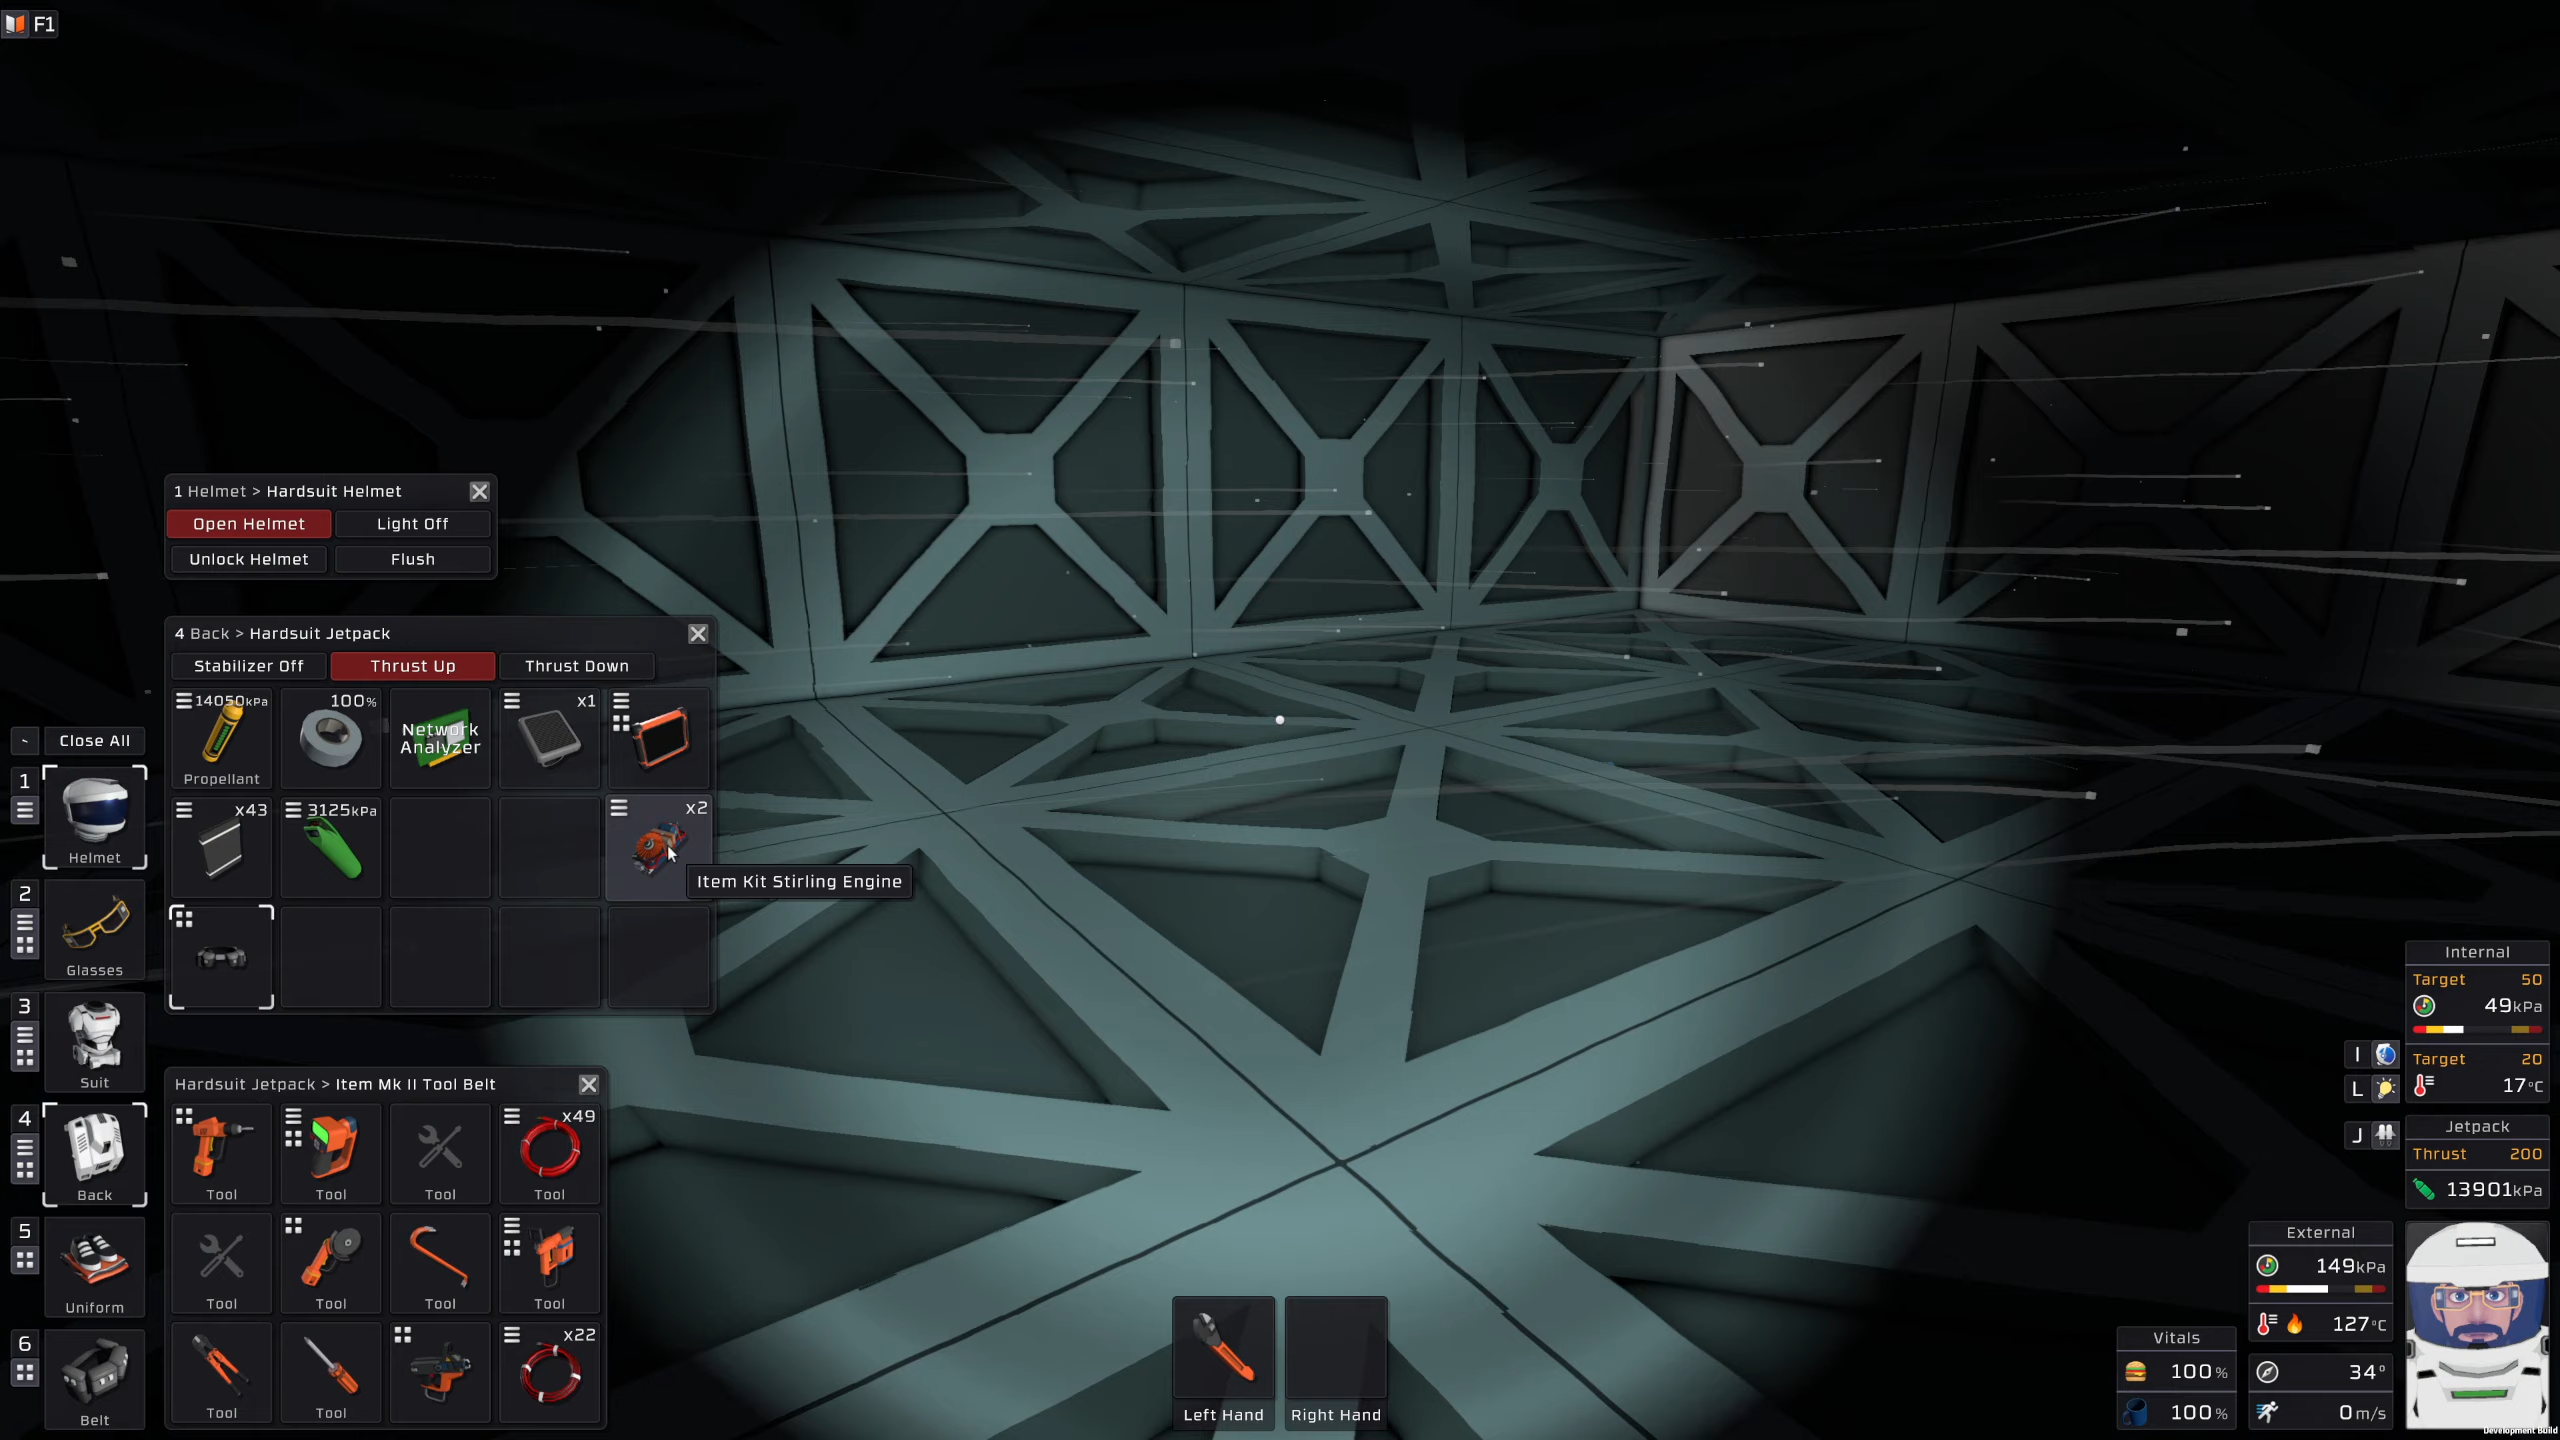 F1
1 Helmet > Hardsuit Helmet
Open Helmet
Light Off
Unlock Helmet
Flush
4 Back > Hardsuit Jetpack
Stabilizer Off
Thrust Up
Thrust Down
14050kPa
Propellant
100%
Network
Analyzer
x1
x43
3125kPa
x2
Item Kit Stirling Engine
~
Close All
1
Helmet
2
Glasses
3
Suit
4
Back
5
Uniform
6
Belt
Hardsuit Jetpack > Item Mk II Tool Belt
Tool
Tool
Tool
x49
Tool
Tool
Tool
Tool
Tool
Tool
Tool
x22
Tool
Left Hand
Right Hand
Internal
Target 50
49kPa
Target 20
17°C
I
L
J
Jetpack
Thrust 200
13901kPa
External
149kPa
127°C
34°
0m/s
Vitals
100%
100%
Development Build